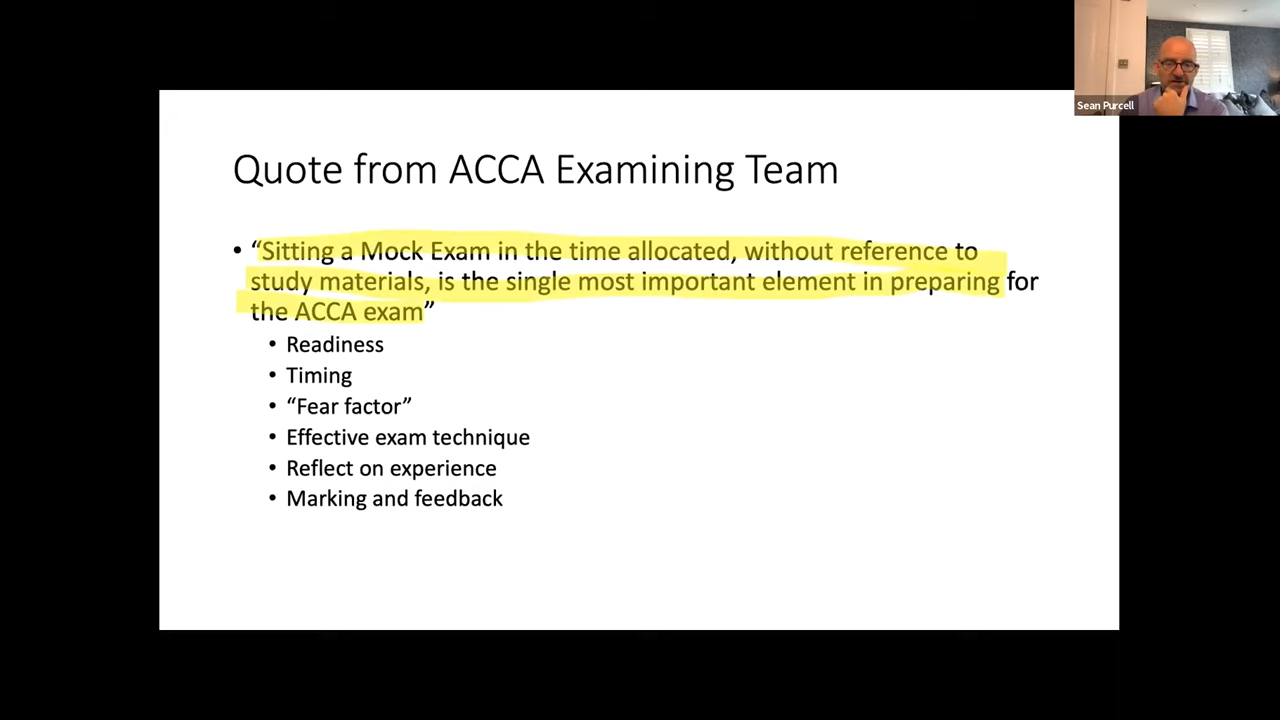 Sean Purcell
Quote from ACCA Examining Team
• “Sitting a Mock Exam in the time allocated, without reference to
study materials, is the single most important element in preparing for
the ACCA exam”
• Readiness
• Timing
• “Fear factor”
• Effective exam technique
• Reflect on experience
• Marking and feedback